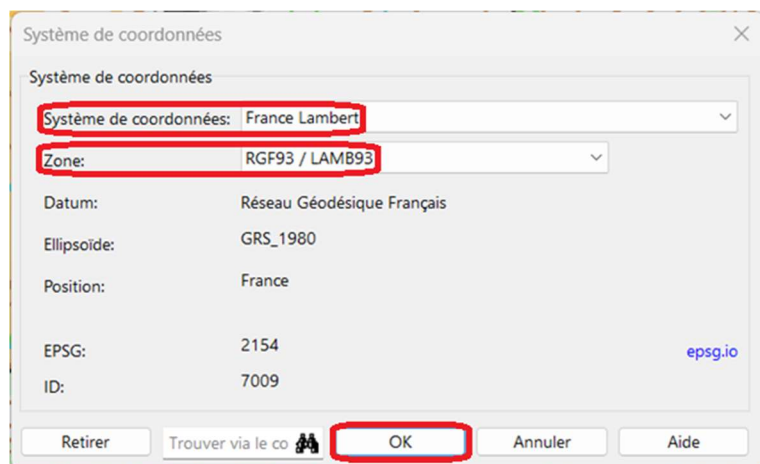 Système de coordonnées
Système de coordonnées
Système de coordonnées: France Lambert
Zone: RGF93 / LAMB93
Datum: Réseau Géodésique Français
Ellipsoïde: GRS_1980
Position: France
EPSG: 2154 epsg.io
ID: 7009
Retirer Trouver via le co OK Annuler Aide